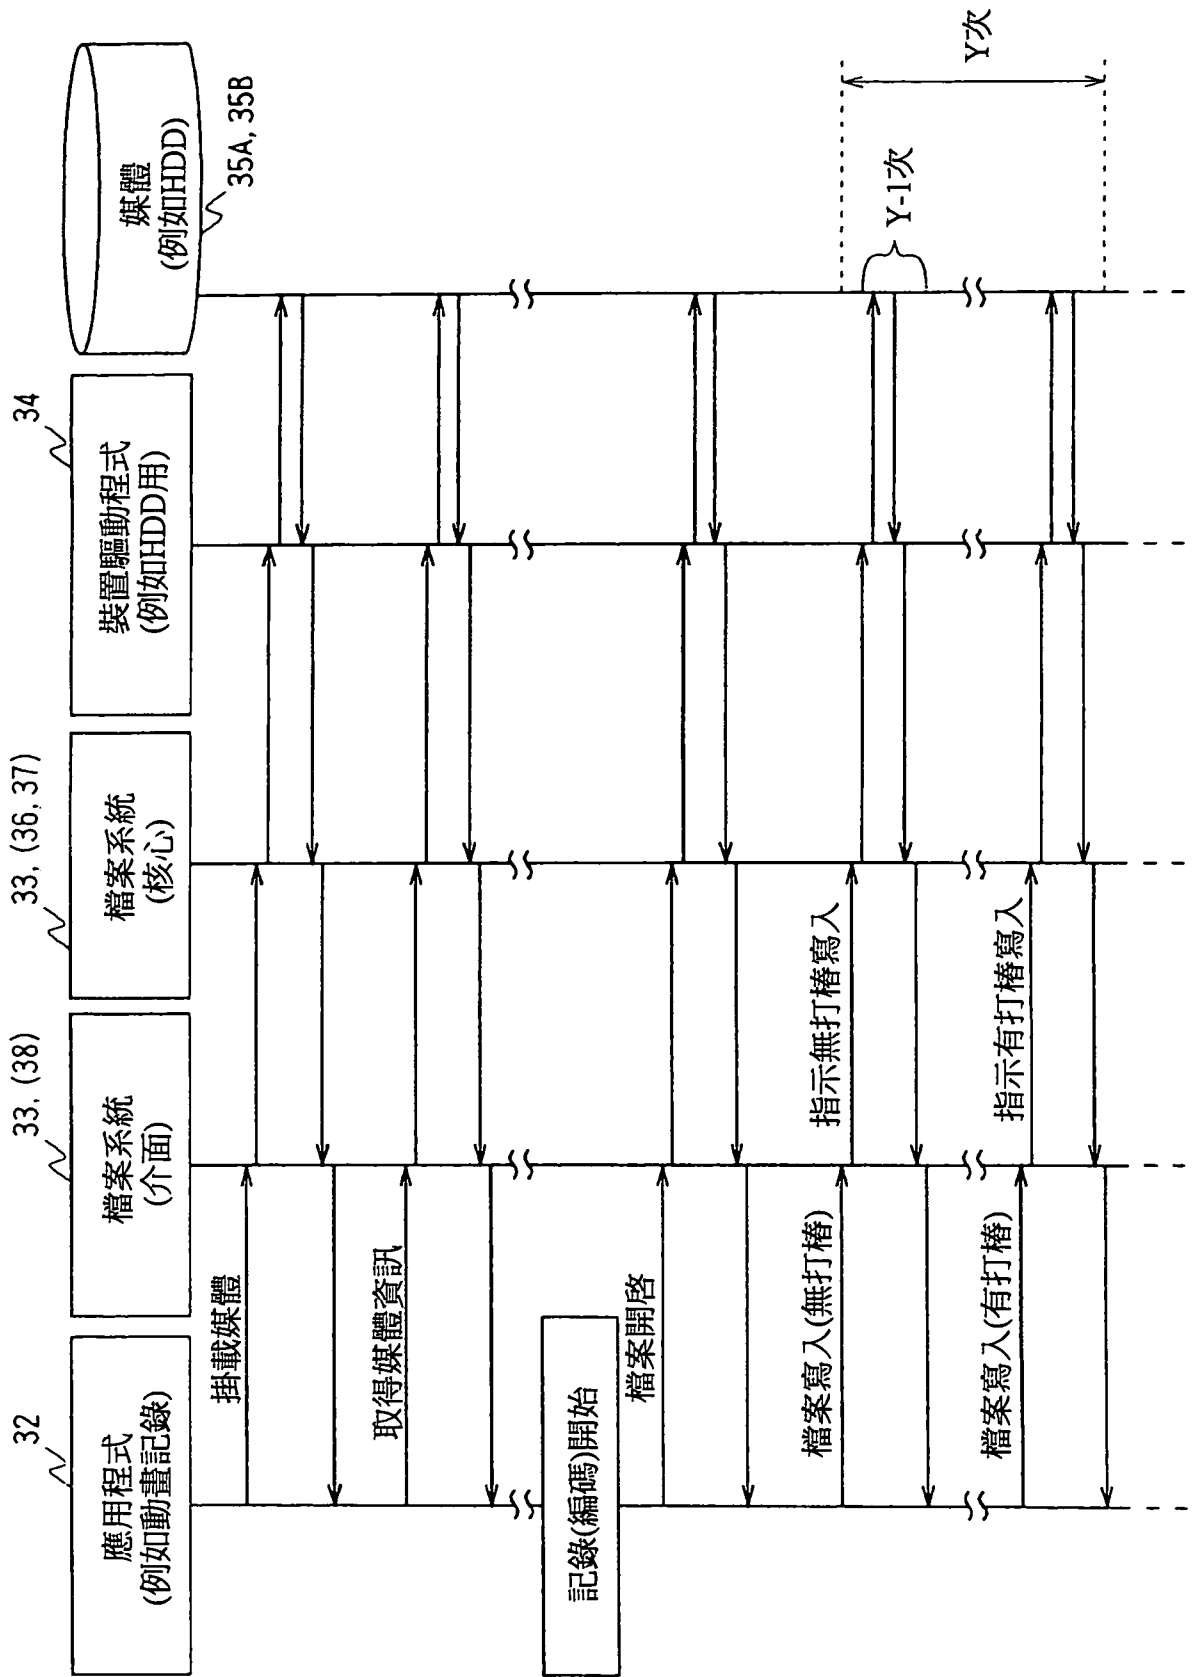 32
應用程式
(例如動畫記錄)
33, (38)
檔案系統
(介面)
33, (36, 37)
檔案系統
(核心)
34
裝置驅動程式
(例如HDD用)
媒體
(例如HDD)
35A, 35B
掛載媒體
取得媒體資訊
記錄(編碼)開始
檔案開啓
檔案寫入(無打樁)
指示無打樁寫入
Y-1次
Y次
檔案寫入(有打樁)
指示有打樁寫入